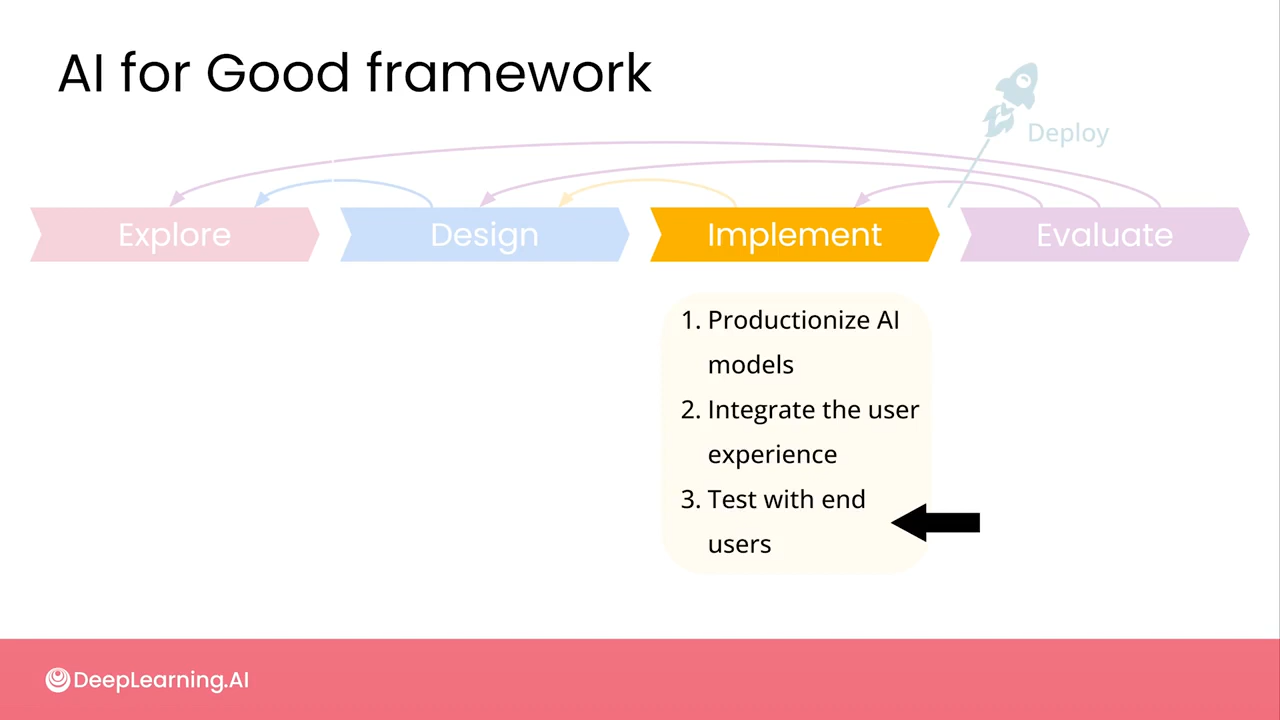 AI for Good framework
Deploy
Explore
Design
Implement
Evaluate
1. Productionize AI
models
2. Integrate the user
experience
3. Test with end
users
DeepLearning.AI